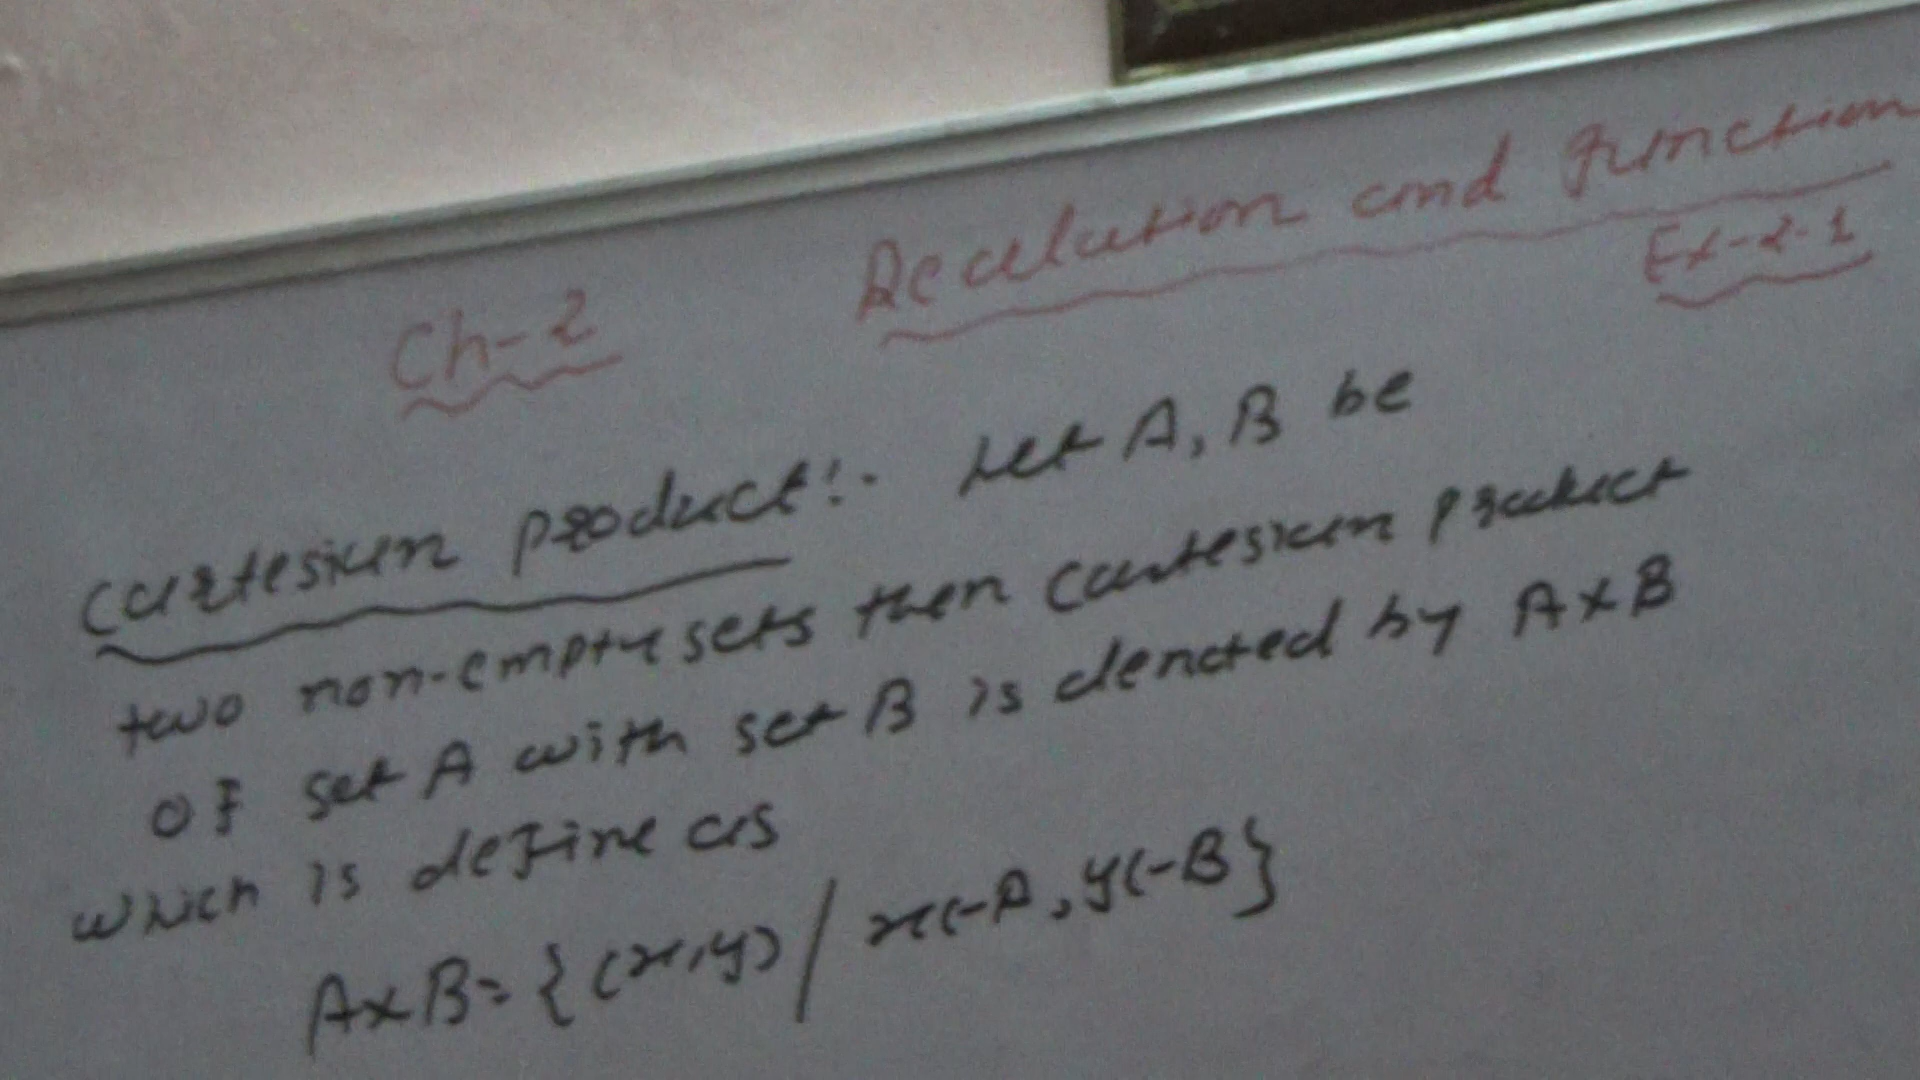 Ch-2 Realation and function
Ex-2.1
cartesian product:- Let A, B be
two non-empty sets then cartesian product
of set A with set B is denoted by A×B
which is define as
A×B= {(x,y) / x∈A, y∈B}